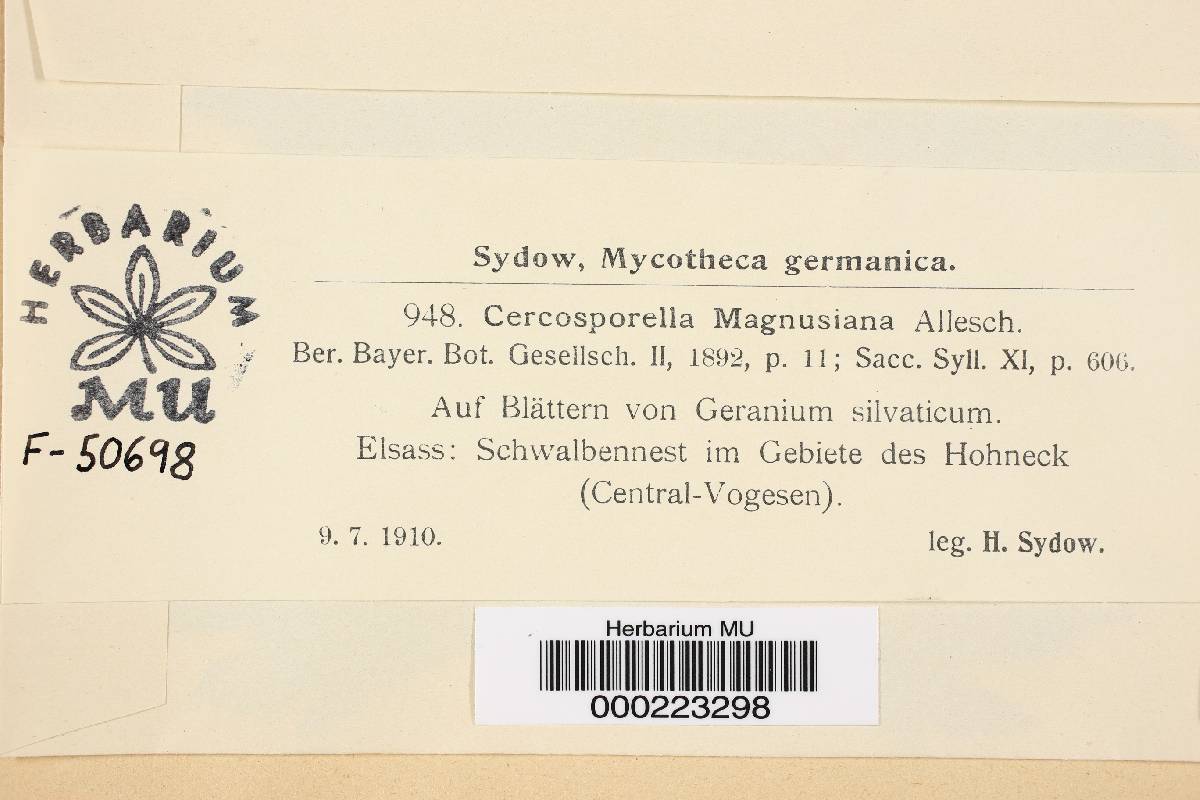 HERBARIUM
MU
F-50698
Sydow, Mycotheca germanica.
948. Cercosporella Magnusiana Allesch.
Ber. Bayer. Bot. Gesellsch. II, 1892, p. 11; Sacc. Syll. XI, p. 606.
Auf Blättern von Geranium silvaticum.
Elsass: Schwalbennest im Gebiete des Hohneck
(Central-Vogesen).
9. 7. 1910. leg. H. Sydow.
Herbarium MU
000223298